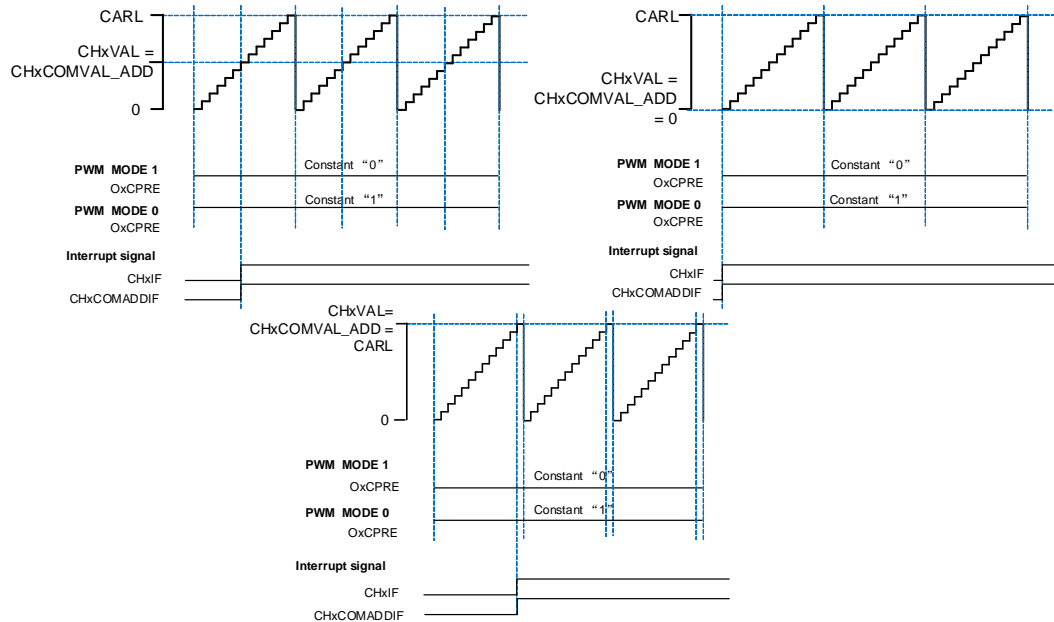 CARL
CHxVAL =
CHxCOMVAL_ADD
0
PWM MODE 1
OxCPRE
Constant “0”
PWM MODE 0
OxCPRE
Constant “1”
Interrupt signal
CHxIF
CHxCOMADDIF
CARL
CHxVAL =
CHxCOMVAL_ADD
= 0
PWM MODE 1
OxCPRE
Constant “0”
PWM MODE 0
OxCPRE
Constant “1”
Interrupt signal
CHxIF
CHxCOMADDIF
CHxVAL=
CHxCOMVAL_ADD =
CARL
0
PWM MODE 1
OxCPRE
Constant “0”
PWM MODE 0
OxCPRE
Constant “1”
Interrupt signal
CHxIF
CHxCOMADDIF